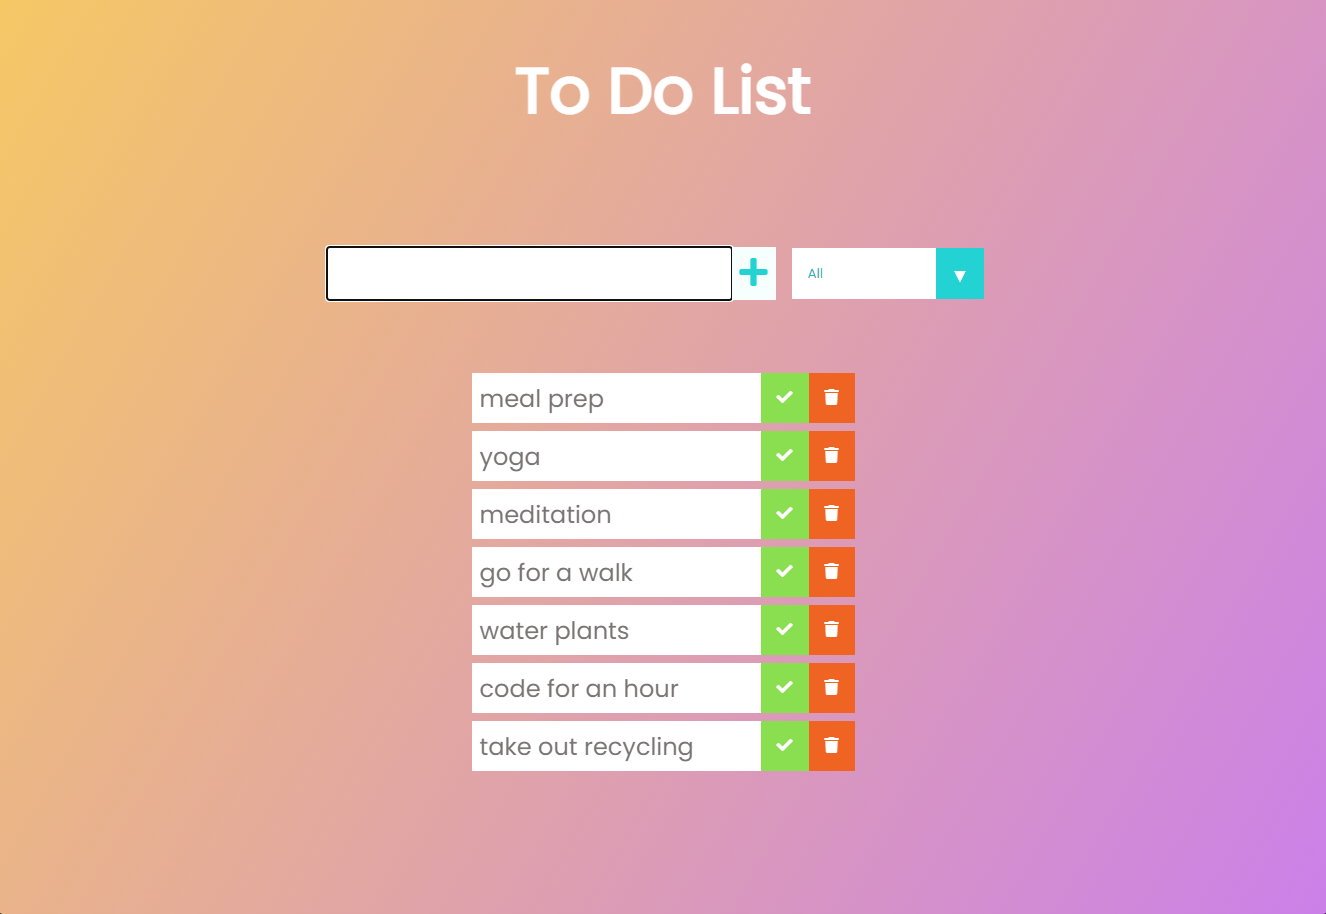 To Do List
All
meal prep
yoga
meditation
go for a walk
water plants
code for an hour
take out recycling